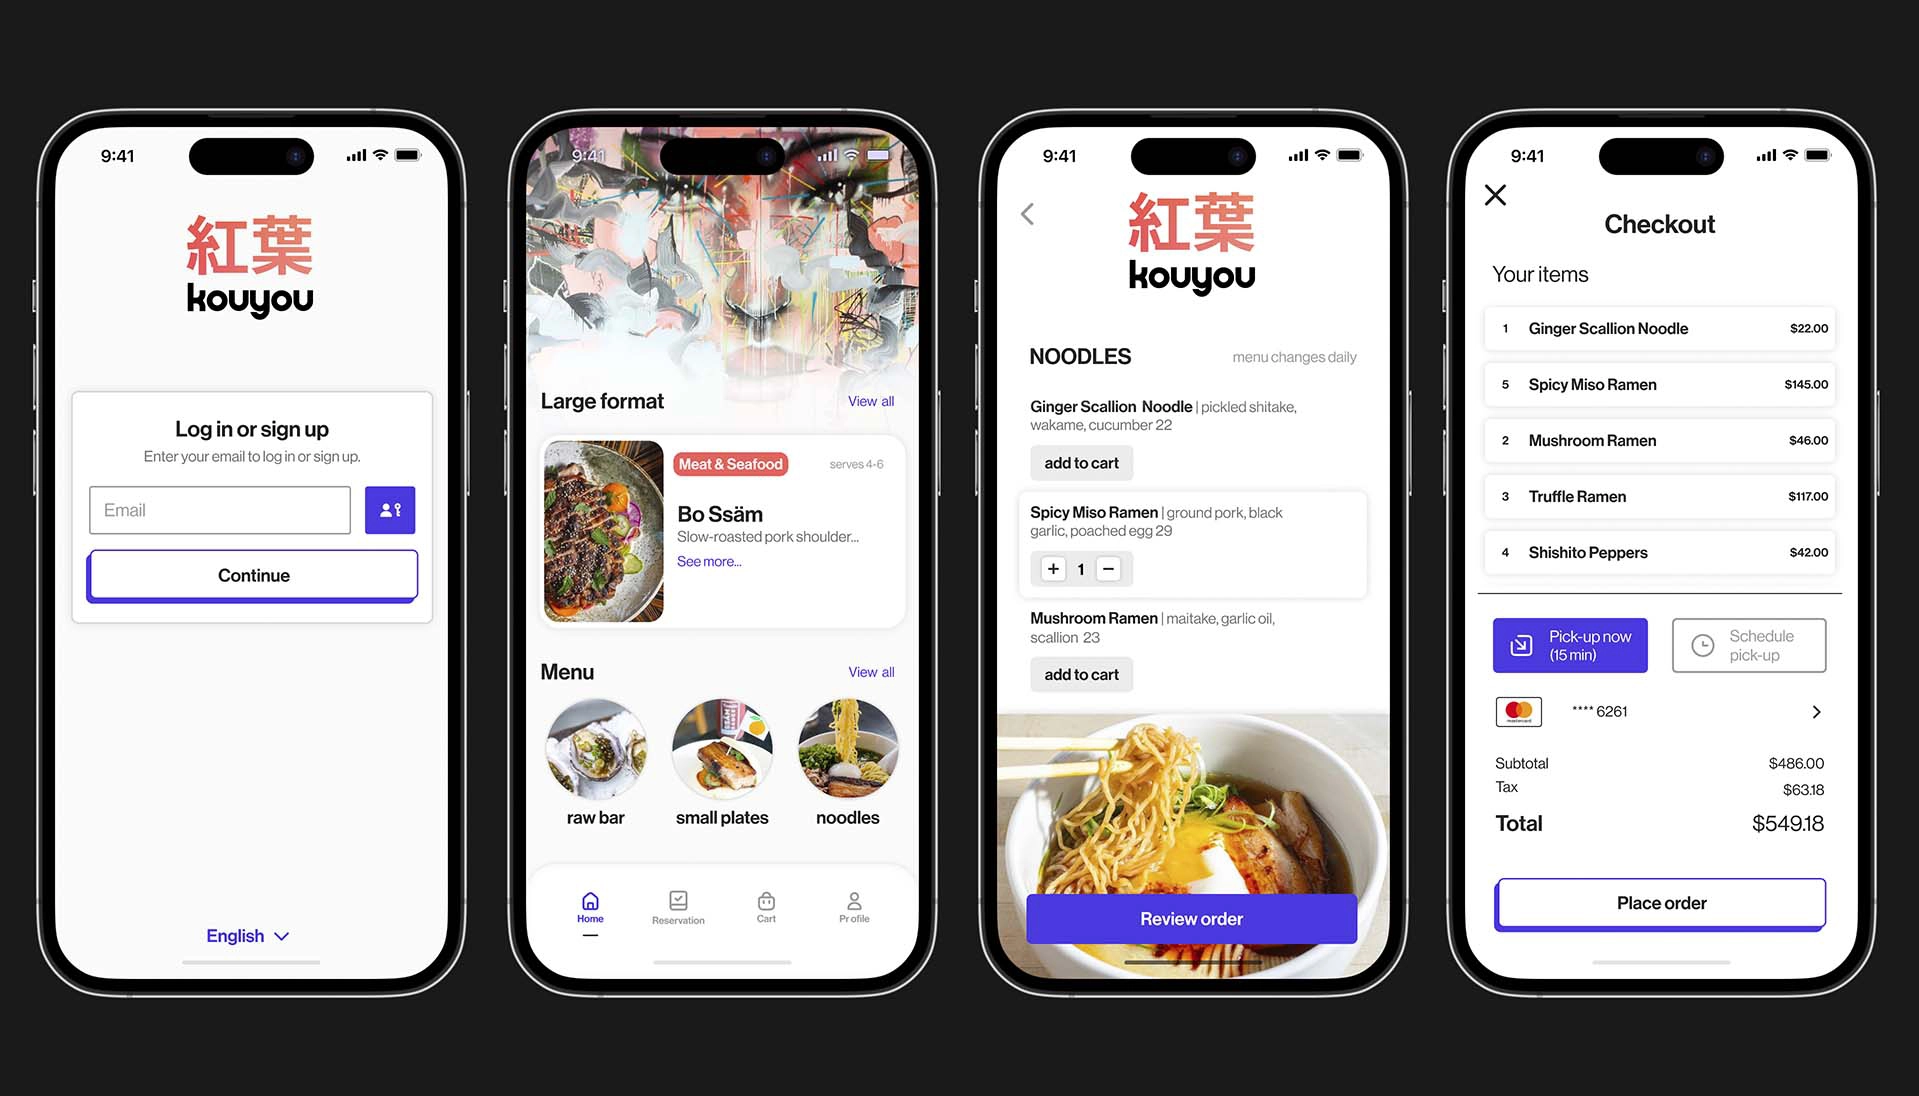 9:41
紅葉
kouyou
Log in or sign up
Enter your email to log in or sign up.
Email
Continue
English
9:41
Large format
View all
Meat & Seafood
serves 4-6
Bo Ssäm
Slow-roasted pork shoulder...
See more...
Menu
View all
raw bar
small plates
noodles
Home
Reservation
Cart
Profile
9:41
紅葉
kouyou
NOODLES
menu changes daily
Ginger Scallion Noodle | pickled shitake,
wakame, cucumber 22
add to cart
Spicy Miso Ramen | ground pork, black
garlic, poached egg 29
+ 1 −
Mushroom Ramen | maitake, garlic oil,
scallion 23
add to cart
Review order
9:41
Checkout
Your items
1 Ginger Scallion Noodle $22.00
5 Spicy Miso Ramen $145.00
2 Mushroom Ramen $46.00
3 Truffle Ramen $117.00
4 Shishito Peppers $42.00
Pick-up now
(15 min)
Schedule
pick-up
mastercard
**** 6261
Subtotal $486.00
Tax $63.18
Total $549.18
Place order